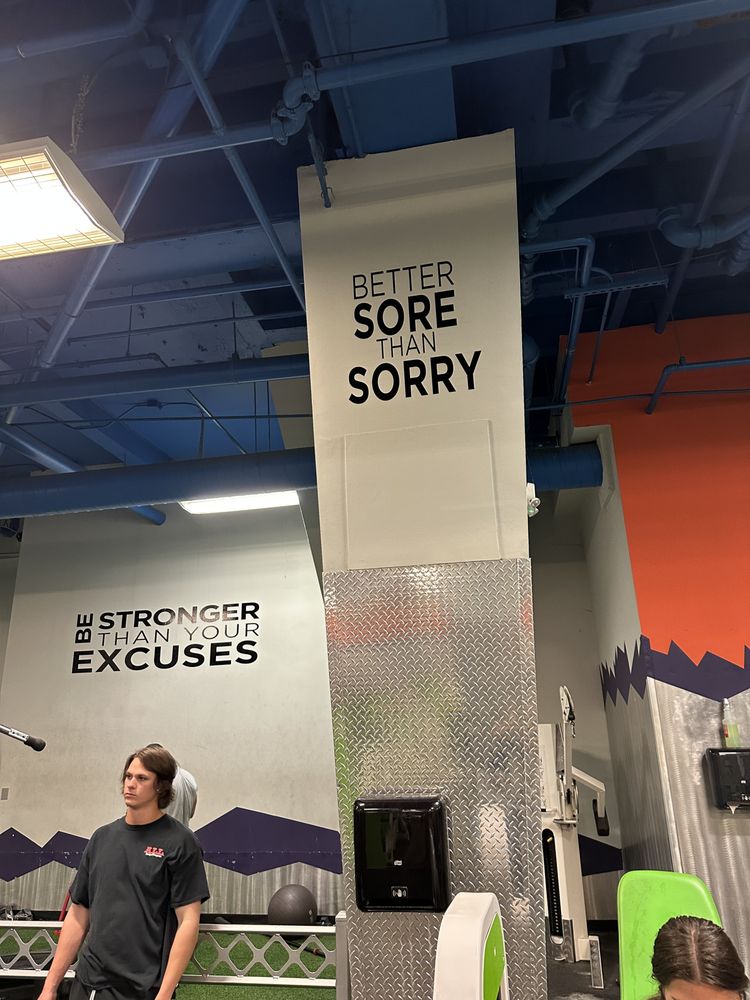 BETTER
SORE
THAN
SORRY
BE STRONGER
THAN YOUR
EXCUSES